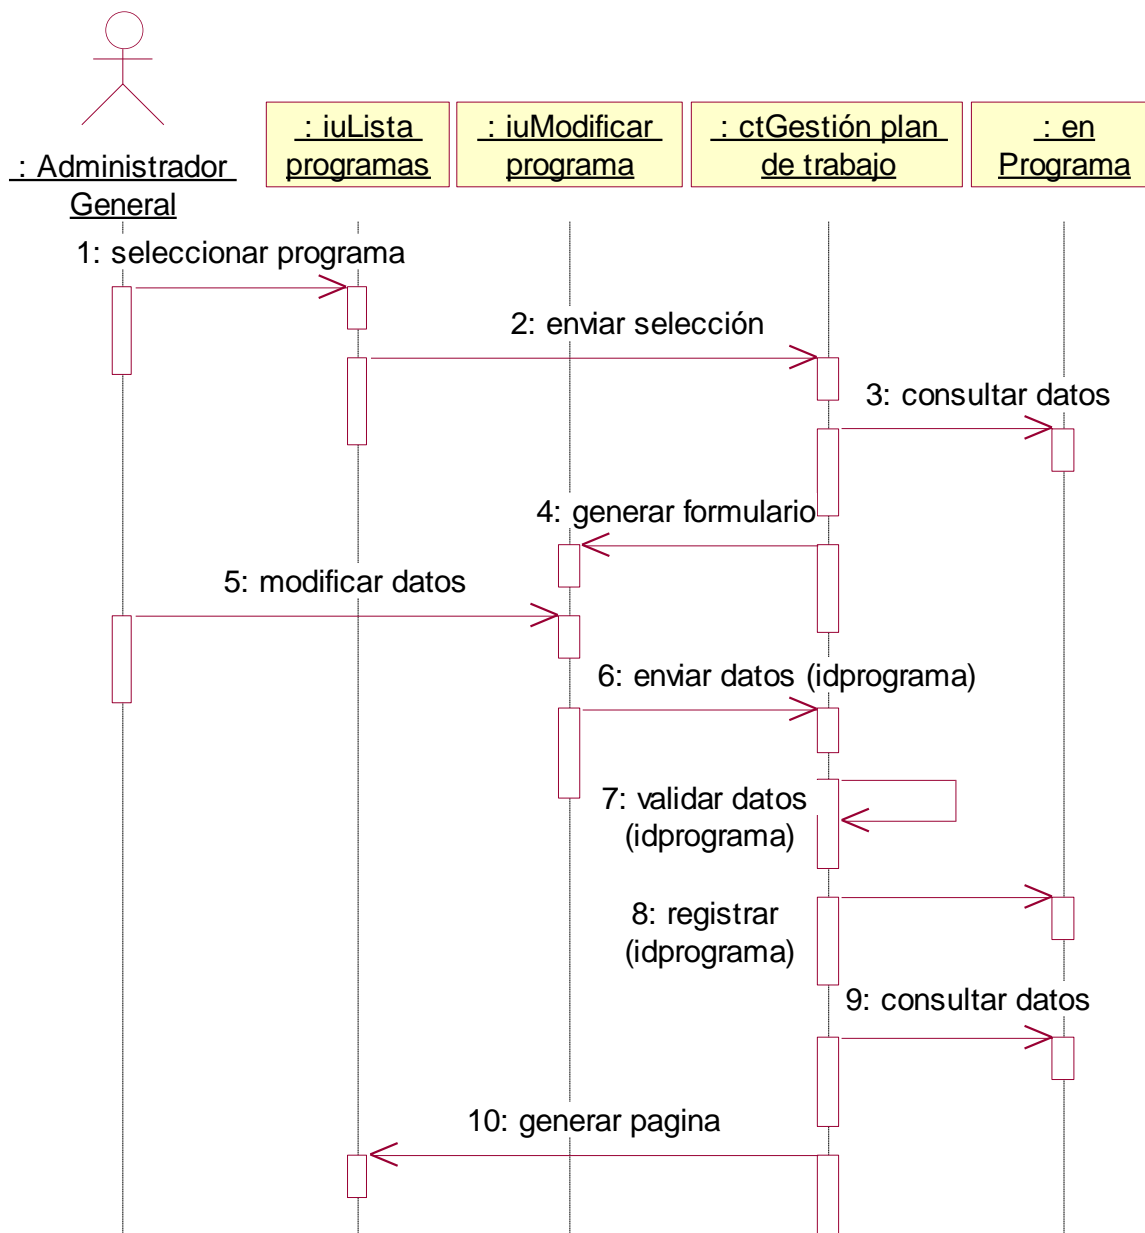 : iuLista
programas
: iuModificar
programa
: ctGestión plan
de trabajo
: en
Programa
: Administrador
General
1: seleccionar programa
2: enviar selección
3: consultar datos
4: generar formulario
5: modificar datos
6: enviar datos (idprograma)
7: validar datos
(idprograma)
8: registrar
(idprograma)
9: consultar datos
10: generar pagina